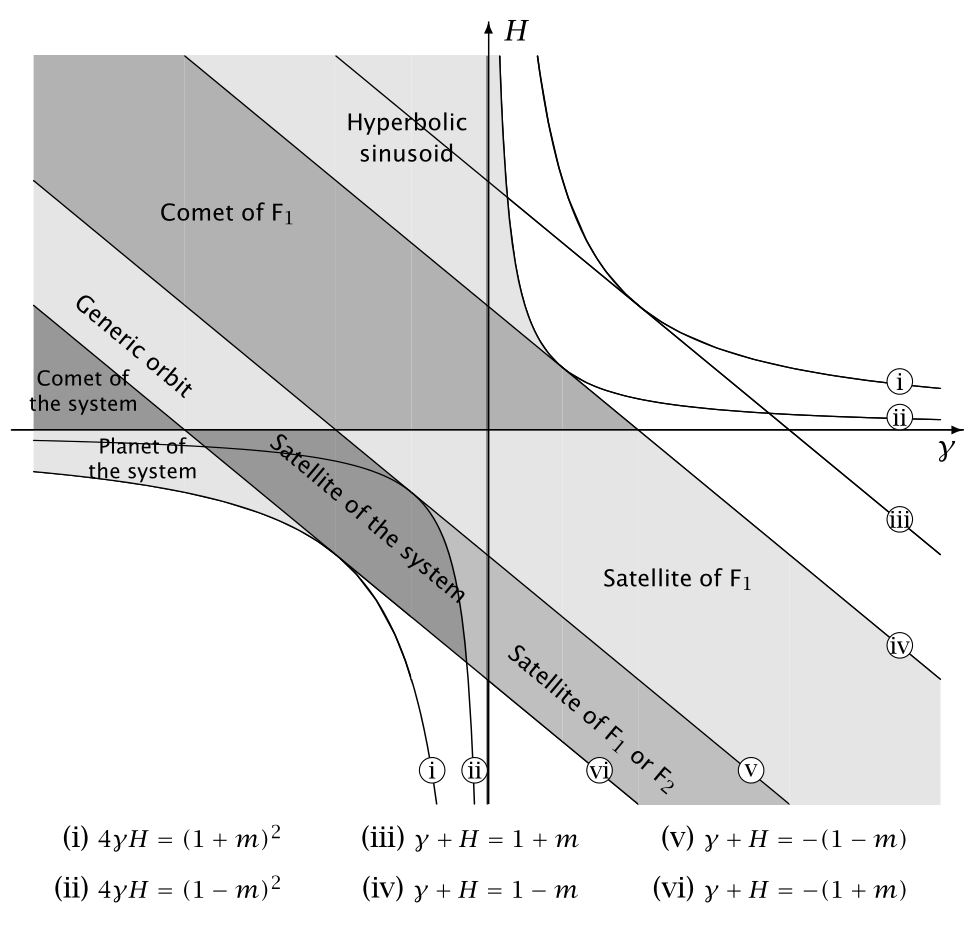 H
Hyperbolic
sinusoid
Comet of F₁
Generic orbit
Comet of
the system
i
ii
γ
Planet of
the system
Satellite of the system
iii
Satellite of F₁
iv
Satellite of F₁ or F₂
i
ii
vi
v
(i) 4γH = (1 + m)²
(iii) γ + H = 1 + m
(v) γ + H = −(1 − m)
(ii) 4γH = (1 − m)²
(iv) γ + H = 1 − m
(vi) γ + H = −(1 + m)